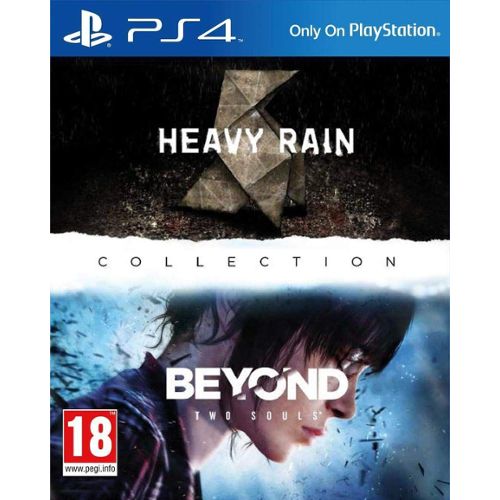 PS4
Only On PlayStation®
HEAVY RAIN
COLLECTION
BEYOND
TWO SOULS
18
www.pegi.info